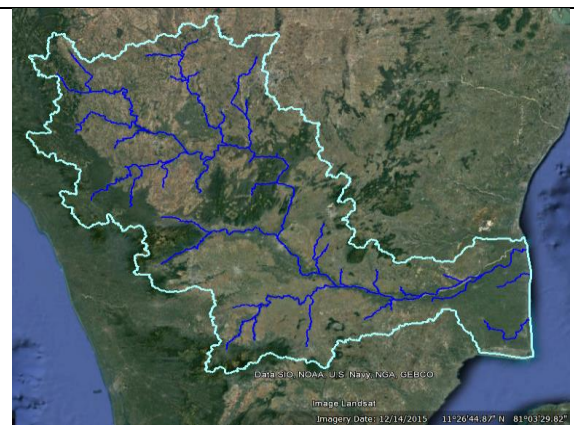 Data SIO, NOAA, U.S. Navy, NGA, GEBCO
Image Landsat
Imagery Date: 12/14/2015 11°26'44.87" N 81°03'29.82"